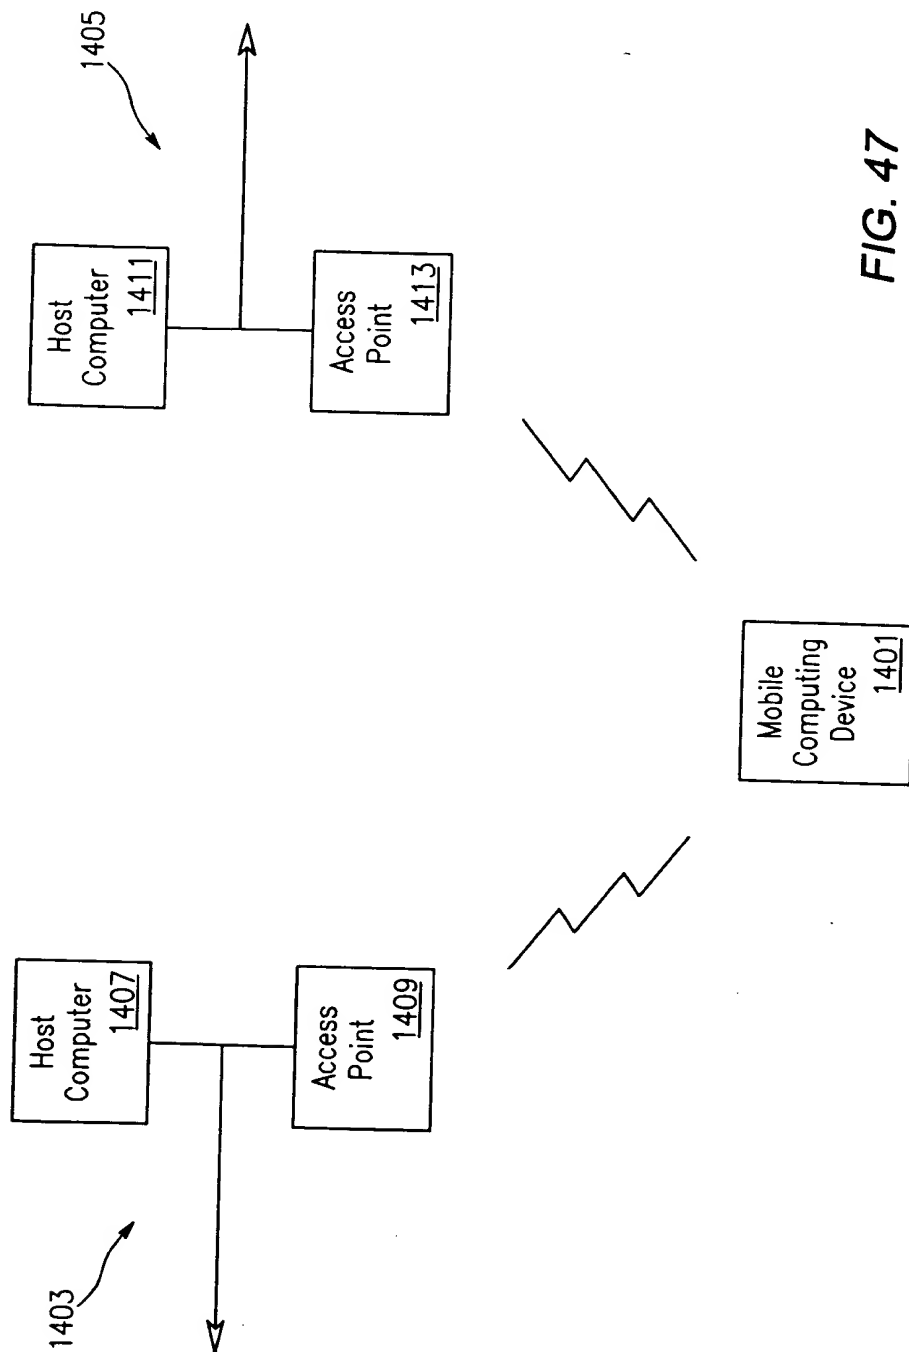 1403
1405
Host
Computer
1407
Host
Computer
1411
Access
Point
1409
Access
Point
1413
Mobile
Computing
Device
1401
FIG. 47